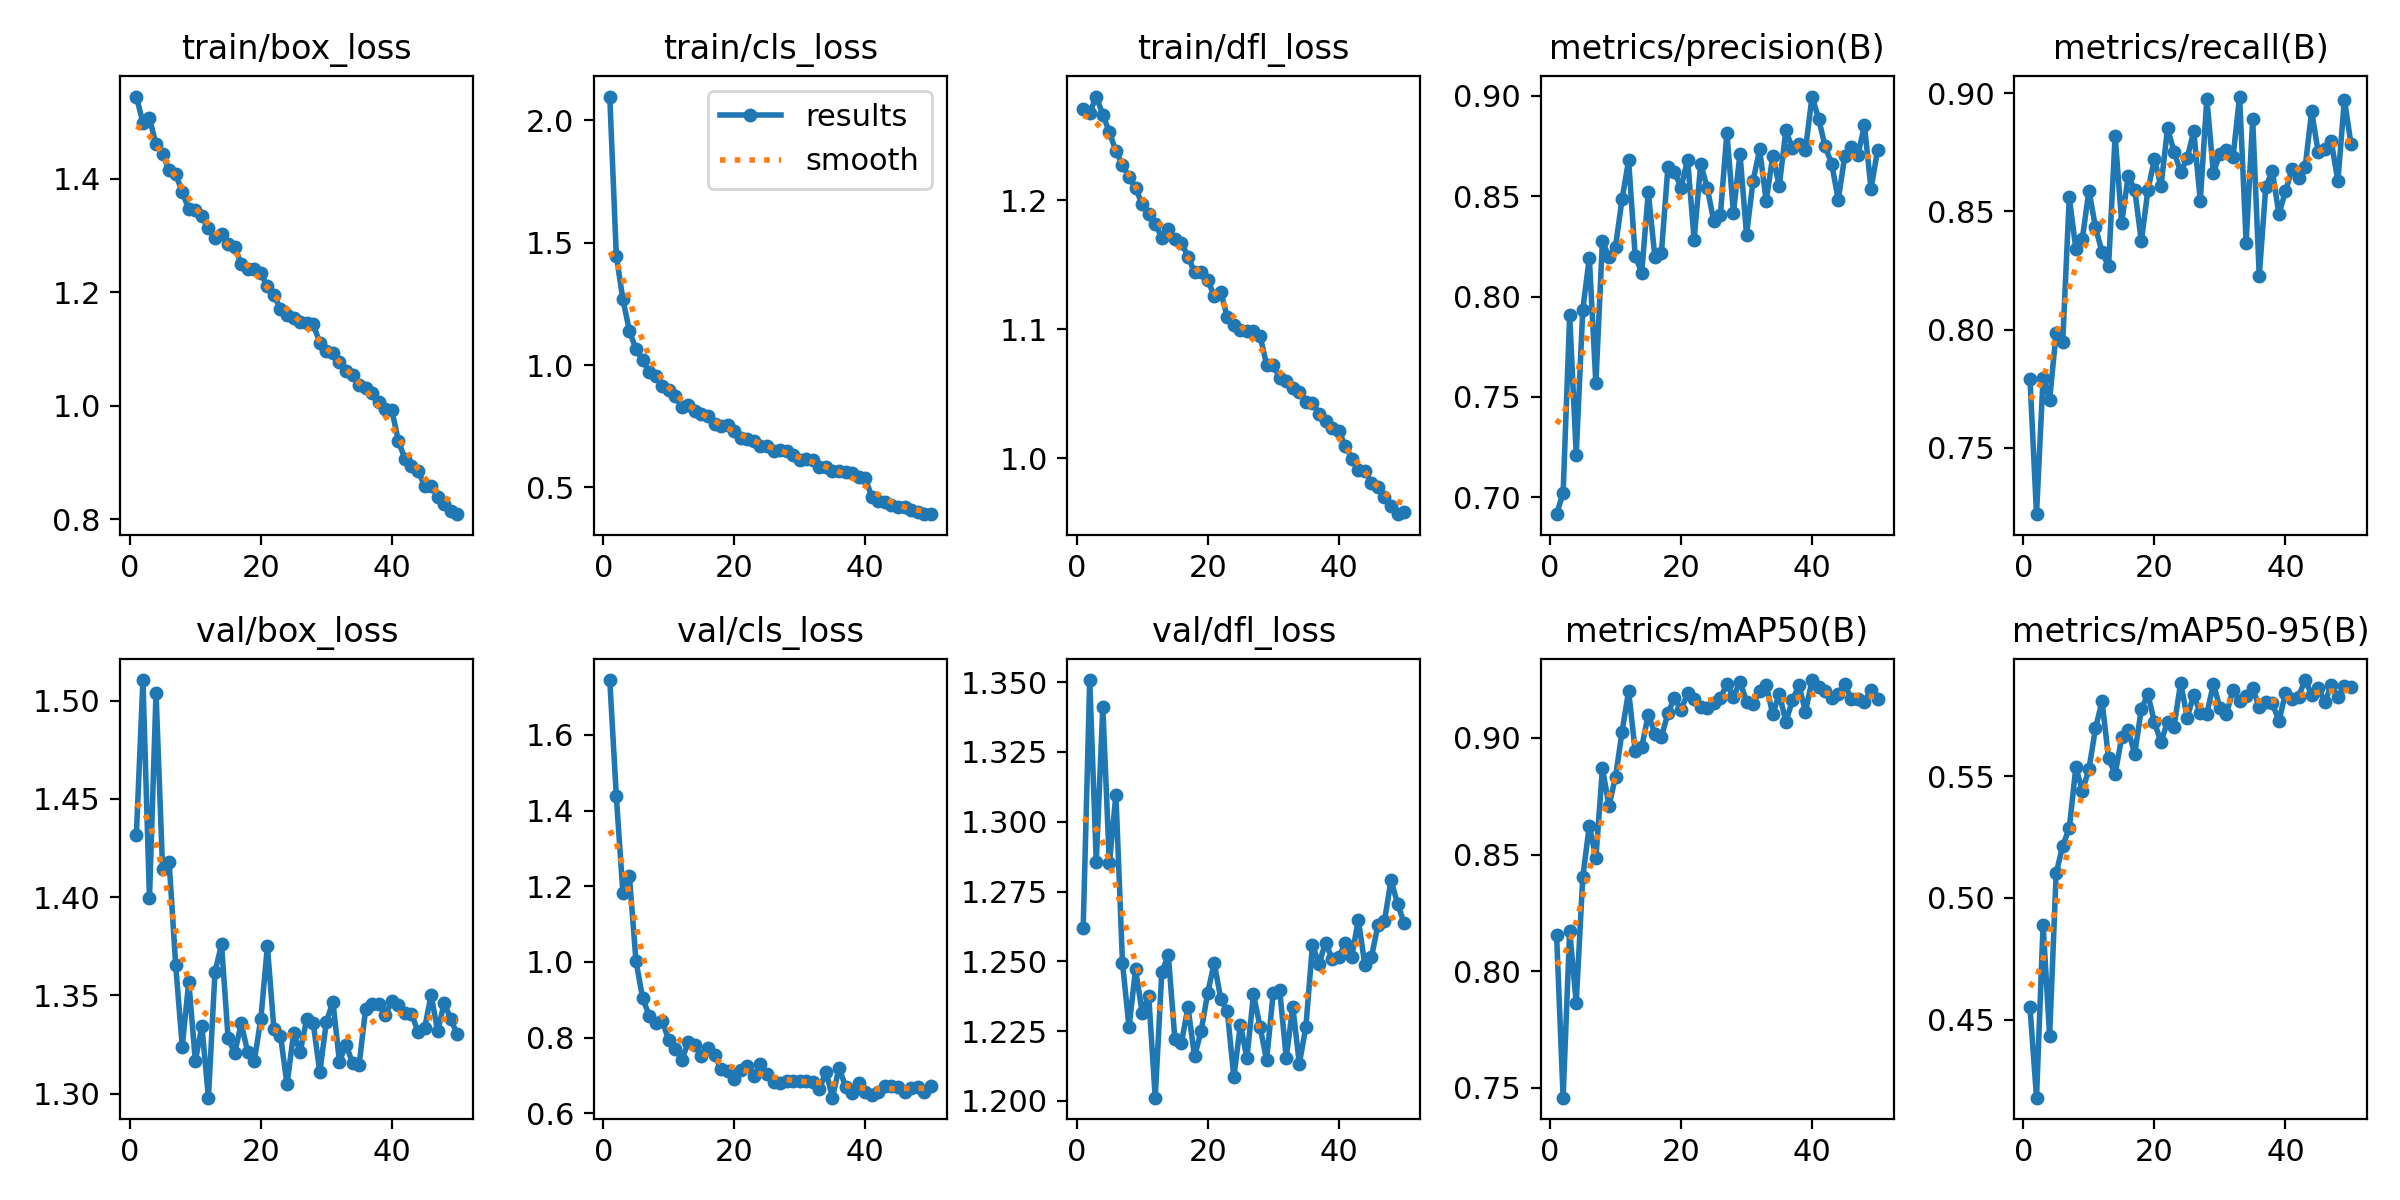 train/box_loss
train/cls_loss
train/dfl_loss
metrics/precision(B)
metrics/recall(B)
1.4
1.2
1.0
0.8
0 20 40
results
smooth
2.0
1.5
1.0
0.5
0 20 40
1.2
1.1
1.0
0 20 40
0.90
0.85
0.80
0.75
0.70
0 20 40
0.90
0.85
0.80
0.75
0 20 40
val/box_loss
val/cls_loss
val/dfl_loss
metrics/mAP50(B)
metrics/mAP50-95(B)
1.50
1.45
1.40
1.35
1.30
0 20 40
1.6
1.4
1.2
1.0
0.8
0.6
0 20 40
1.350
1.325
1.300
1.275
1.250
1.225
1.200
0 20 40
0.90
0.85
0.80
0.75
0 20 40
0.55
0.50
0.45
0 20 40